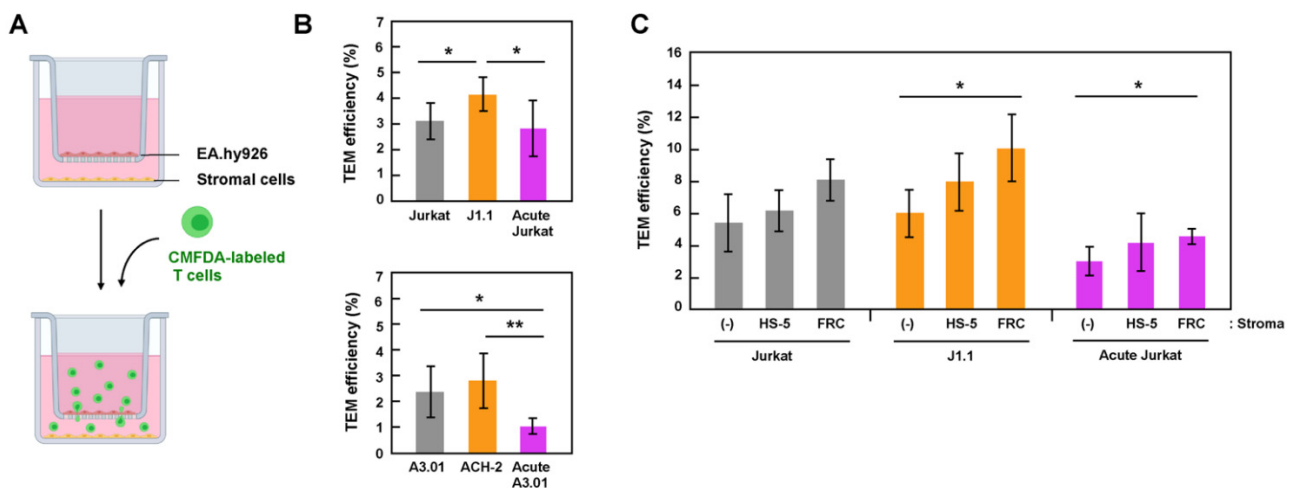 A
EA.hy926
Stromal cells
CMFDA-labeled
T cells
B
TEM efficiency (%)
7
6
5
4
3
2
1
0
*
*
Jurkat
J1.1
Acute
Jurkat
TEM efficiency (%)
7
6
5
4
3
2
1
0
*
**
A3.01
ACH-2
Acute
A3.01
C
TEM efficiency (%)
16
14
12
10
8
6
4
2
0
*
*
(-) HS-5 FRC (-) HS-5 FRC (-) HS-5 FRC : Stroma
Jurkat J1.1 Acute Jurkat